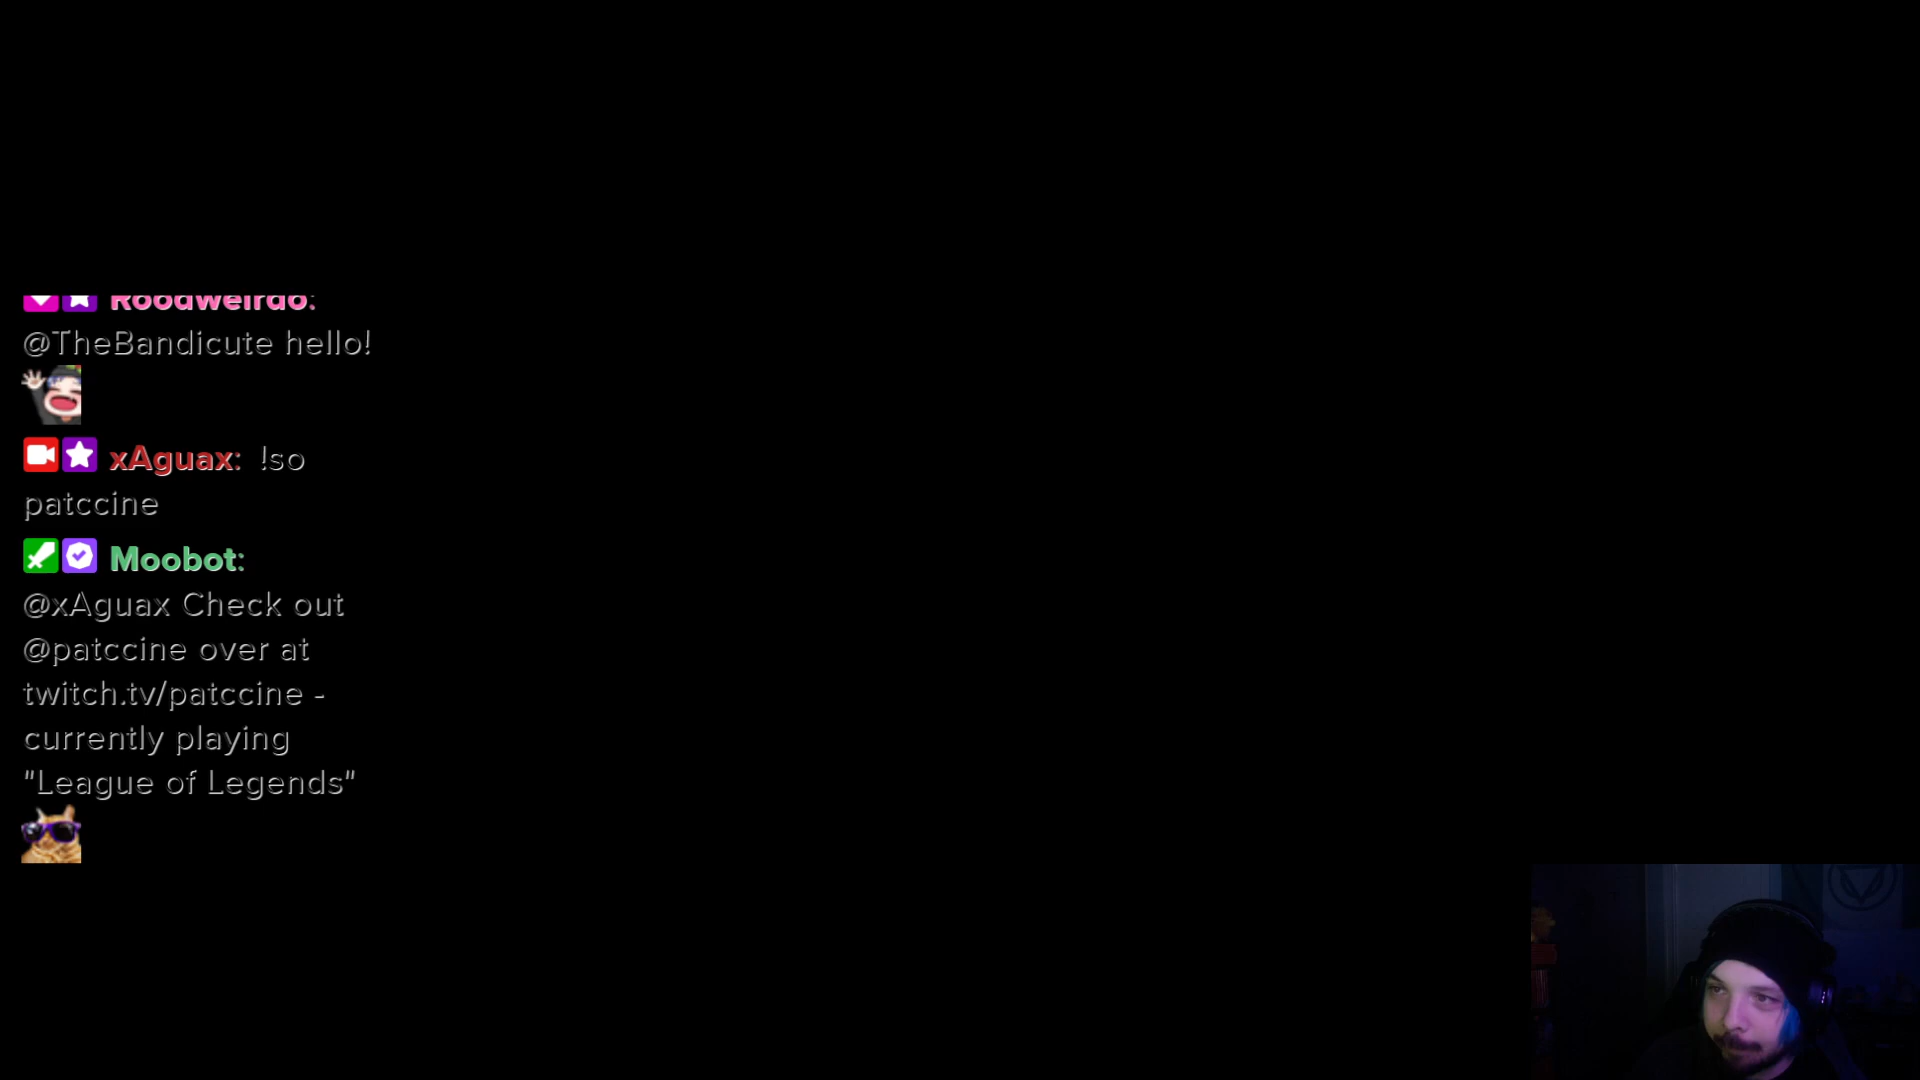 Roodweirdo:
@TheBandicute hello!
xAguax: !so
patccine
Moobot:
@xAguax Check out
@patccine over at
twitch.tv/patccine -
currently playing
"League of Legends"